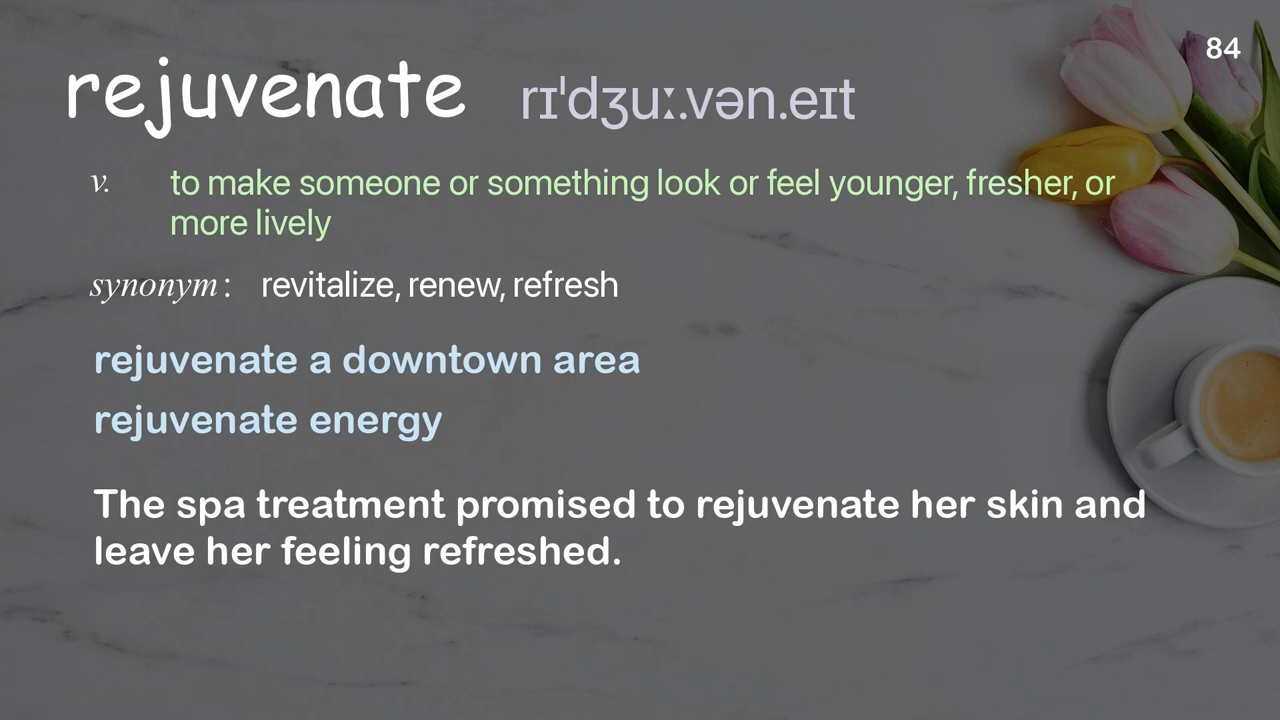 84
rejuvenate rɪˈdʒuː.vən.eɪt
v. to make someone or something look or feel younger, fresher, or
more lively
synonym: revitalize, renew, refresh
rejuvenate a downtown area
rejuvenate energy
The spa treatment promised to rejuvenate her skin and
leave her feeling refreshed.